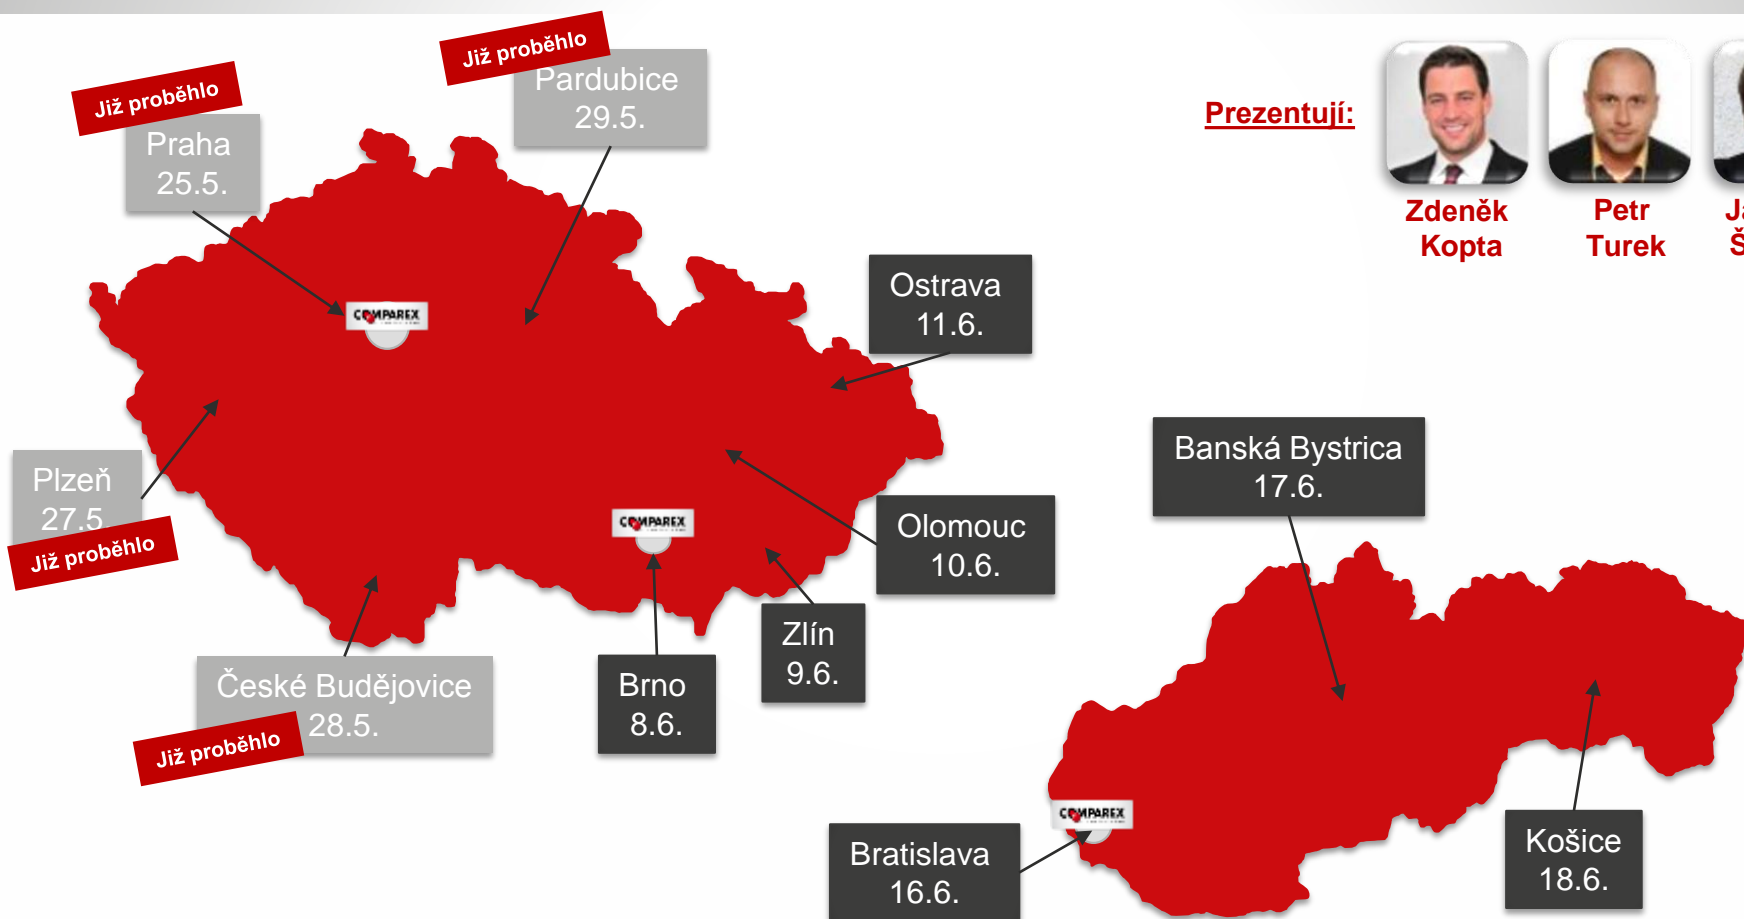 Již proběhlo
Pardubice
29.5.
Již proběhlo
Praha
25.5.
Prezentují:
Zdeněk
Kopta
Petr
Turek
COMPAREX
Ostrava
11.6.
Plzeň
27.5.
Již proběhlo
Banská Bystrica
17.6.
COMPAREX
Olomouc
10.6.
Zlín
9.6.
České Budějovice
28.5.
Již proběhlo
Brno
8.6.
COMPAREX
Bratislava
16.6.
Košice
18.6.